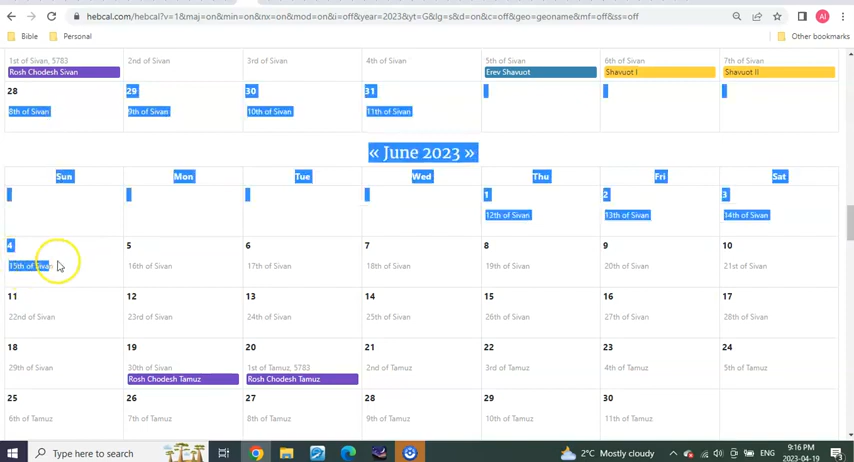 hebcal.com/hebcal?v=1&maj=on&min=on&nx=on&mod=on&i=off&year=2023&yt=G&lg=s&d=on&c=off&geo=geoname&mf=off&ss=off
AI
Bible Personal Other bookmarks
1st of Sivan, 5783 2nd of Sivan 3rd of Sivan 4th of Sivan 5th of Sivan 6th of Sivan 7th of Sivan
Rosh Chodesh Sivan Erev Shavuot Shavuot I Shavuot II
28 29 30 31
8th of Sivan 9th of Sivan 10th of Sivan 11th of Sivan
« June 2023 »
Sun Mon Tue Wed Thu Fri Sat
1 2 3
12th of Sivan 13th of Sivan 14th of Sivan
4 5 6 7 8 9 10
15th of Sivan 16th of Sivan 17th of Sivan 18th of Sivan 19th of Sivan 20th of Sivan 21st of Sivan
11 12 13 14 15 16 17
22nd of Sivan 23rd of Sivan 24th of Sivan 25th of Sivan 26th of Sivan 27th of Sivan 28th of Sivan
18 19 20 21 22 23 24
29th of Sivan 30th of Sivan 1st of Tamuz, 5783 2nd of Tamuz 3rd of Tamuz 4th of Tamuz 5th of Tamuz
Rosh Chodesh Tamuz Rosh Chodesh Tamuz
25 26 27 28 29 30
6th of Tamuz 7th of Tamuz 8th of Tamuz 9th of Tamuz 10th of Tamuz 11th of Tamuz
Type here to search 2°C Mostly cloudy ENG 9:16 PM
2023-04-19 3